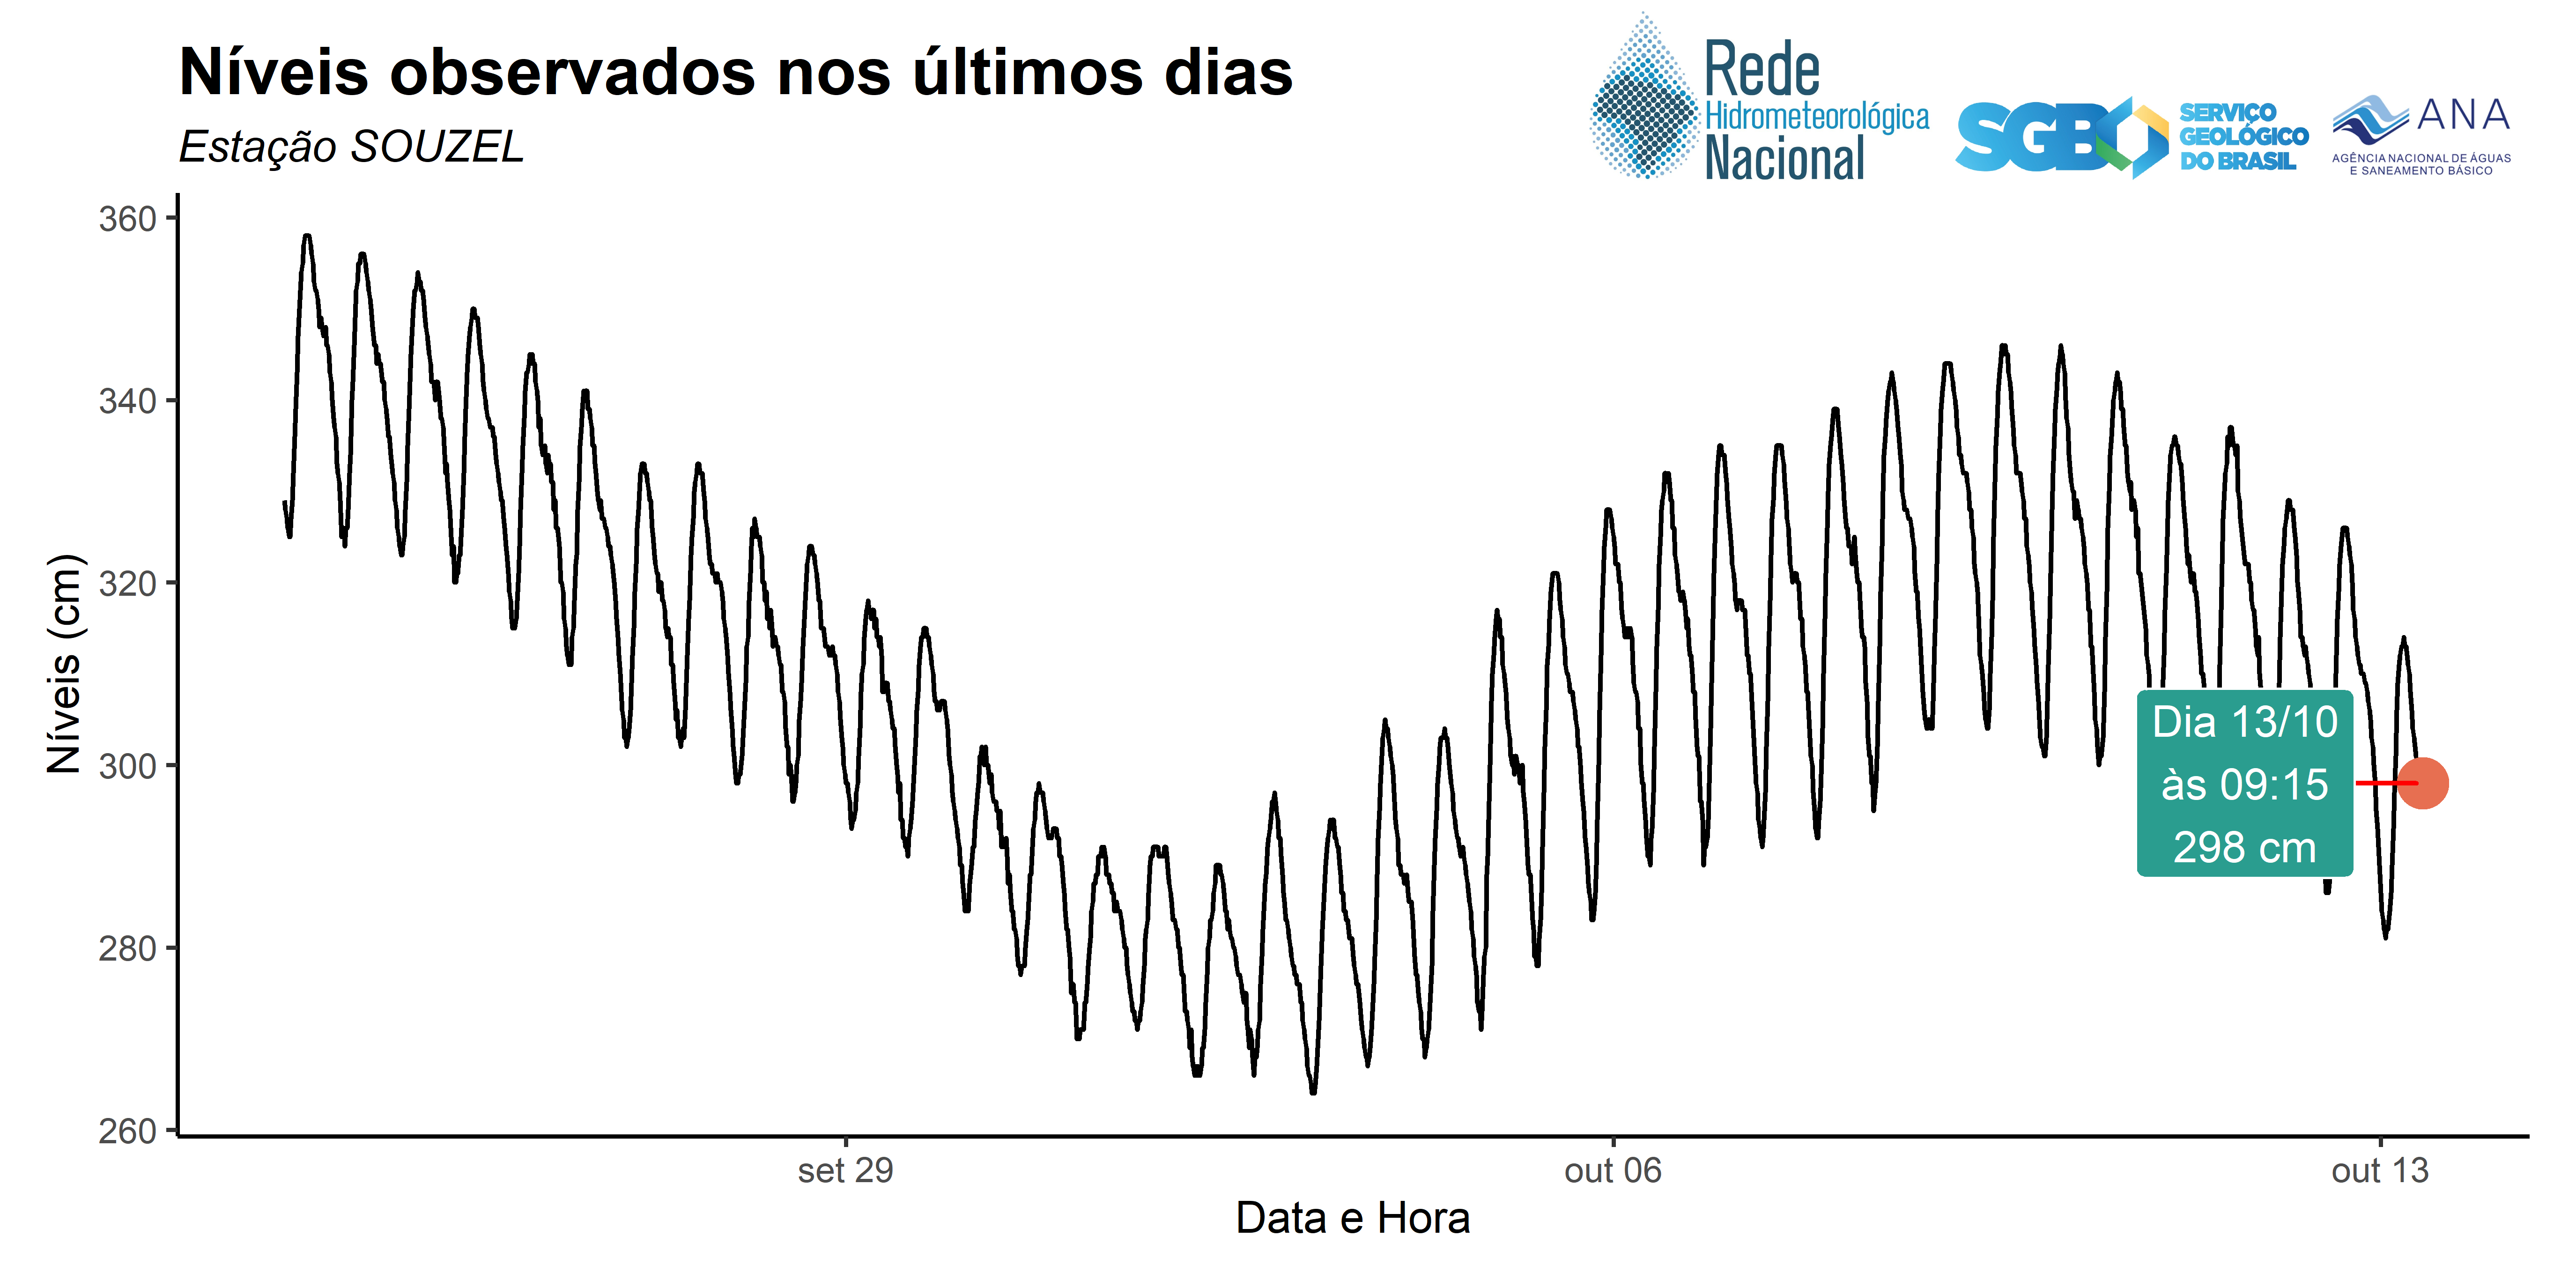 Níveis observados nos últimos dias
Estação SOUZEL
Rede
Hidrometeorológica
Nacional
SGB
SERVIÇO
GEOLÓGICO
DO BRASIL
ANA
AGÊNCIA NACIONAL DE ÁGUAS
E SANEAMENTO BÁSICO
Níveis (cm)
360
340
320
300
280
260
Dia 13/10
às 09:15
298 cm
set 29
out 06
out 13
Data e Hora